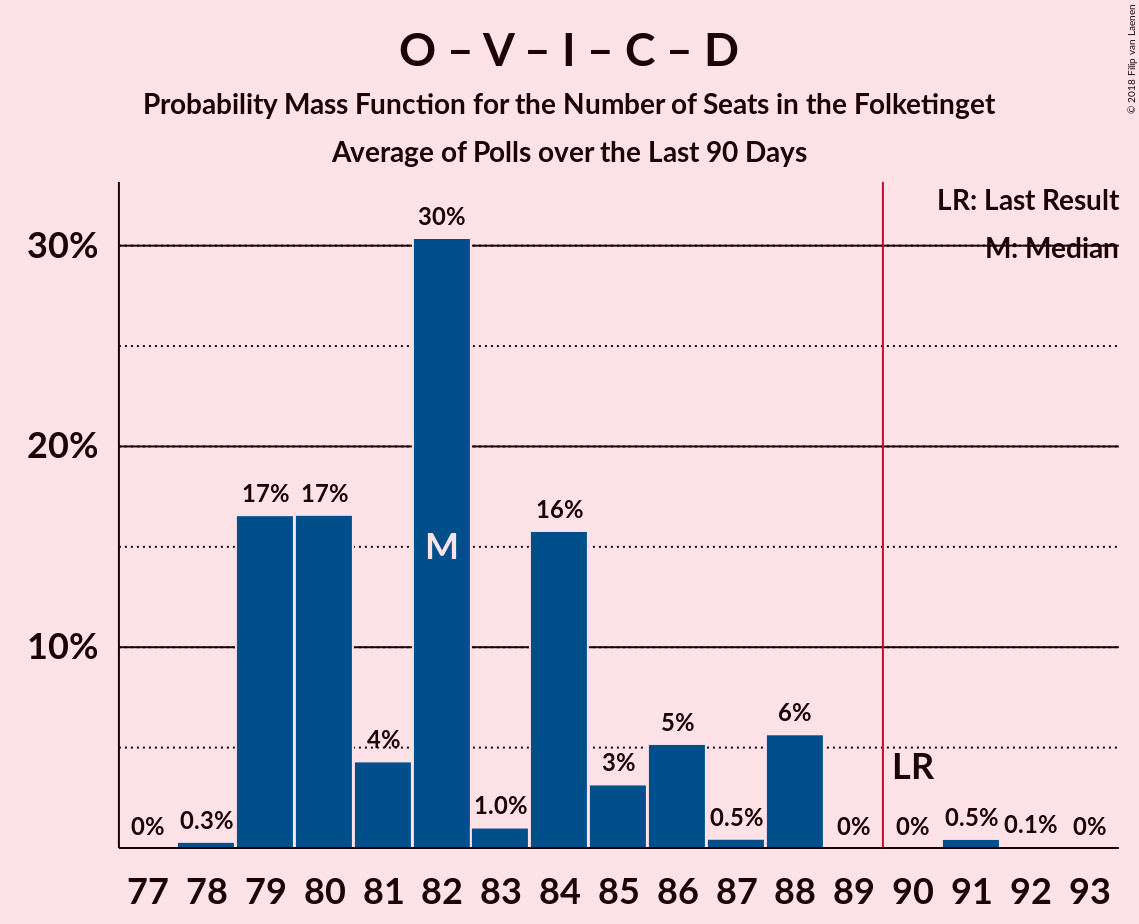 O – V – I – C – D
Probability Mass Function for the Number of Seats in the Folketinget
Average of Polls over the Last 90 Days
© 2018 Filip van Laenen
LR: Last Result
M: Median
30%
20%
10%
0%
0.3%
17%
17%
4%
30%
M
1.0%
16%
3%
5%
0.5%
6%
0%
LR
0%
0.5%
0.1%
0%
77 78 79 80 81 82 83 84 85 86 87 88 89 90 91 92 93